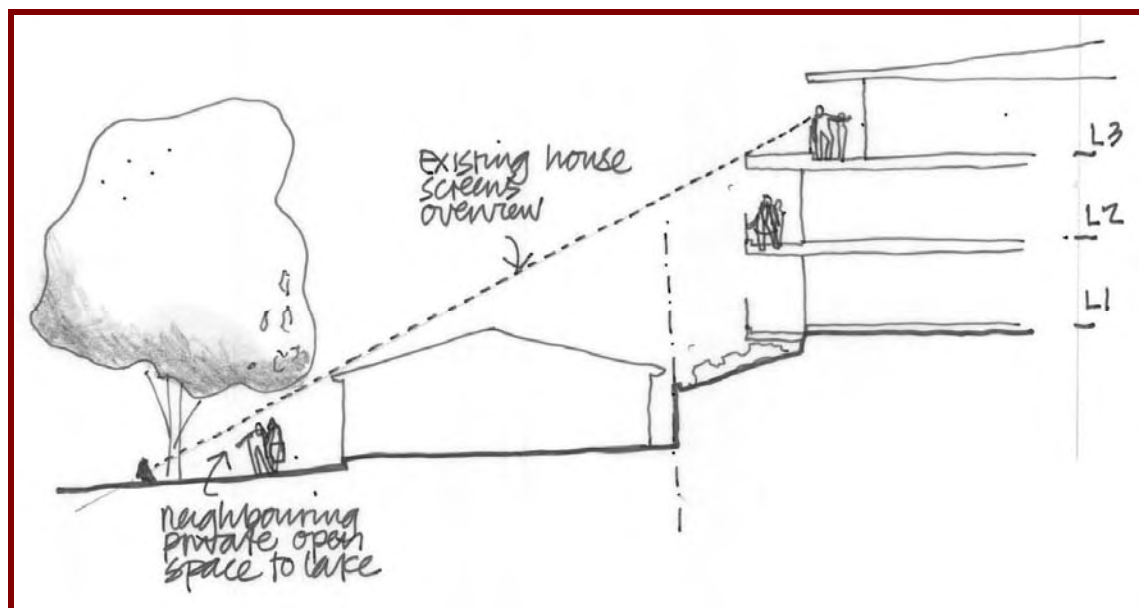 Existing house
screens
overview
L3
L2
L1
neighbouring
private open
space to lake